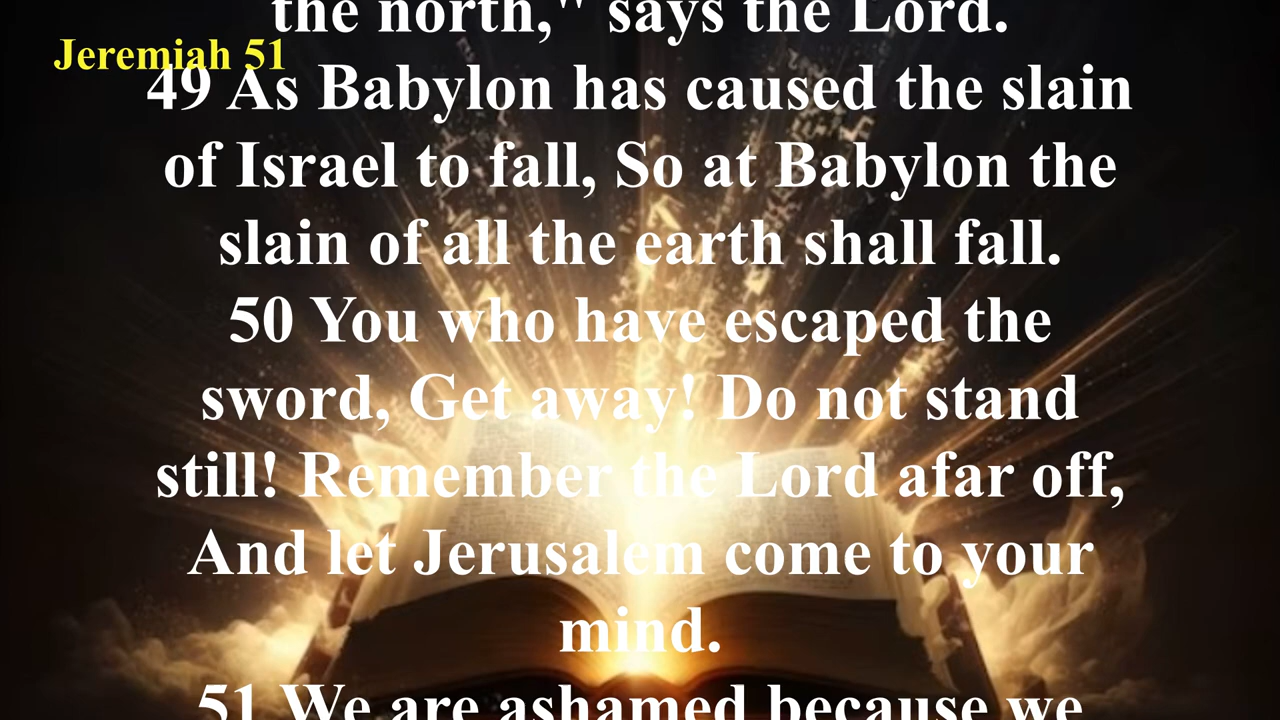 the north," says the Lord.
Jeremiah 51
49 As Babylon has caused the slain
of Israel to fall, So at Babylon the
slain of all the earth shall fall.
50 You who have escaped the
sword, Get away! Do not stand
still! Remember the Lord afar off,
And let Jerusalem come to your
mind.
51 We are ashamed because we